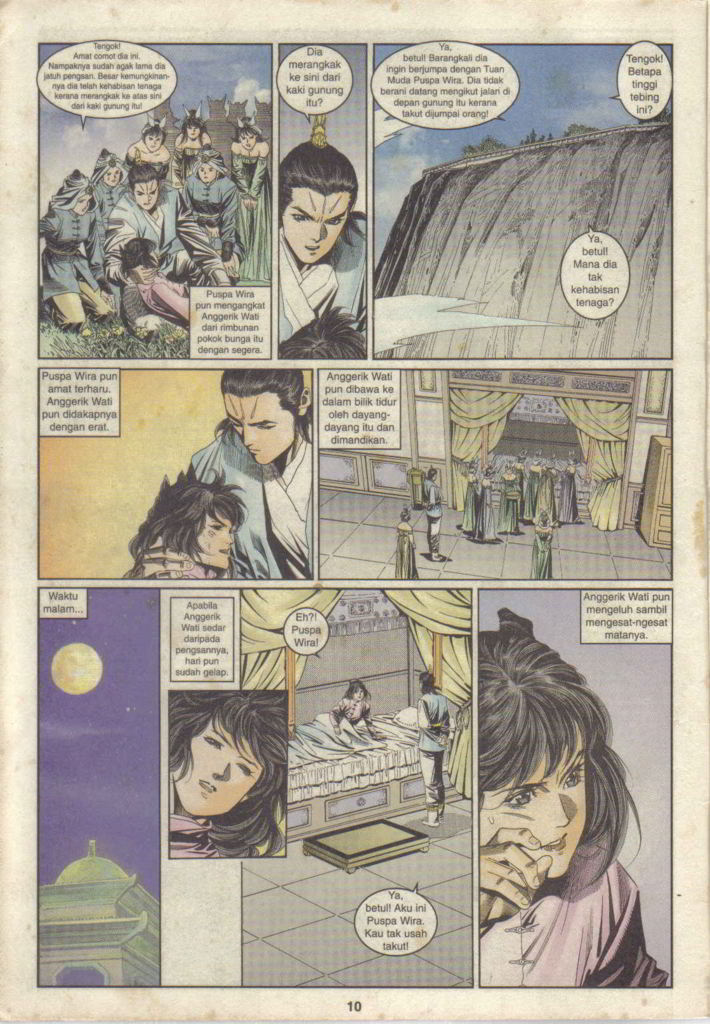 Tengok!
Amat comot dia ini.
Nampaknya sudah agak lama dia
jatuh pengsan. Besar kemungkinan-
nya dia telah kehabisan tenaga
kerana merangkak ke atas sini
dari kaki gunung itu!
Puspa Wira
pun mengangkat
Anggerik Wati
dari rimbunan
pokok bunga itu
dengan segera.
Dia
merangkak
ke sini dari
kaki gunung
itu?
Ya,
betul! Barangkali dia
ingin berjumpa dengan Tuan
Muda Puspa Wira. Dia tidak
berani datang mengikut jalan di
depan gunung itu kerana
takut dijumpai orang!
Tengok!
Betapa
tinggi
tebing
ini?
Ya,
betul!
Mana dia
tak
kehabisan
tenaga?
Puspa Wira pun
amat terharu.
Anggerik Wati
pun didakapnya
dengan erat.
Anggerik Wati
pun dibawa ke
dalam bilik tidur
oleh dayang-
dayang itu dan
dimandikan.
Waktu
malam...
Apabila
Anggerik
Wati sedar
daripada
pengsannya,
hari pun
sudah gelap.
Eh?!
Puspa
Wira!
Ya,
betul! Aku ini
Puspa Wira.
Kau tak usah
takut!
Anggerik Wati pun
mengeluh sambil
mengesat-ngesat
matanya.
10